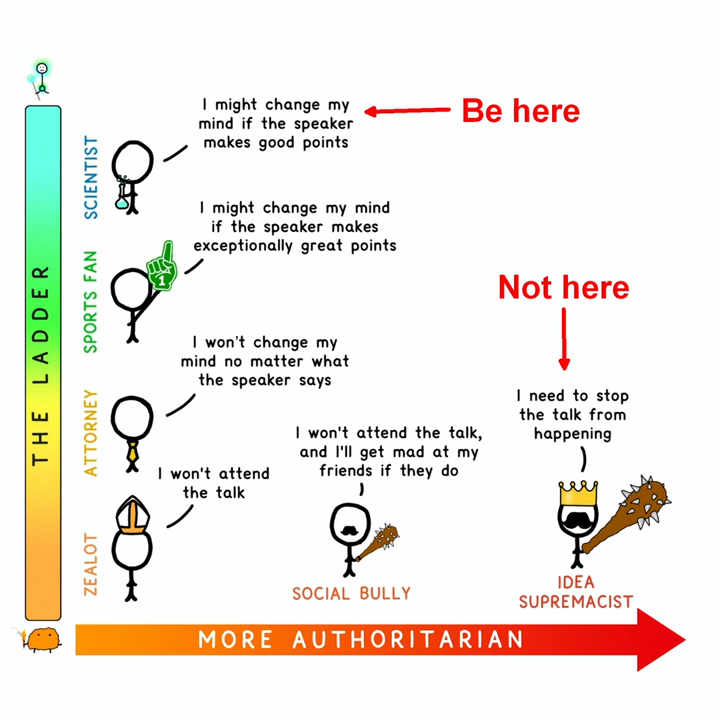 I might change my
mind if the speaker
makes good points
Be here
SCIENTIST
I might change my mind
if the speaker makes
exceptionally great points
1
SPORTS FAN
THE LADDER
Not here
I won't change my
mind no matter what
the speaker says
ATTORNEY
I need to stop
the talk from
happening
I won't attend the talk,
and I'll get mad at my
friends if they do
I won't attend
the talk
ZEALOT
SOCIAL BULLY
IDEA
SUPREMACIST
MORE AUTHORITARIAN